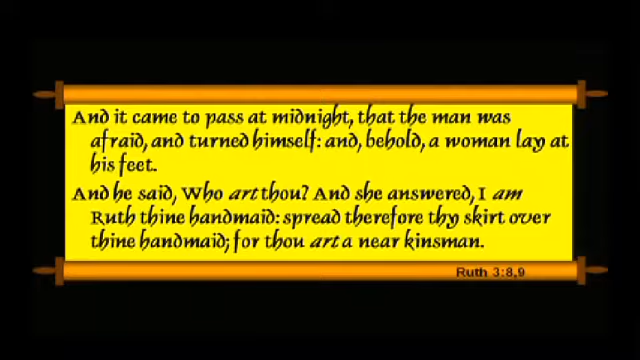 And it came to pass at midnight, that the man was
afraid, and turned himself: and, behold, a woman lay at
his feet.
And he said, Who art thou? And she answered, I am
Ruth thine handmaid: spread therefore thy skirt over
thine handmaid; for thou art a near kinsman.
Ruth 3:8,9